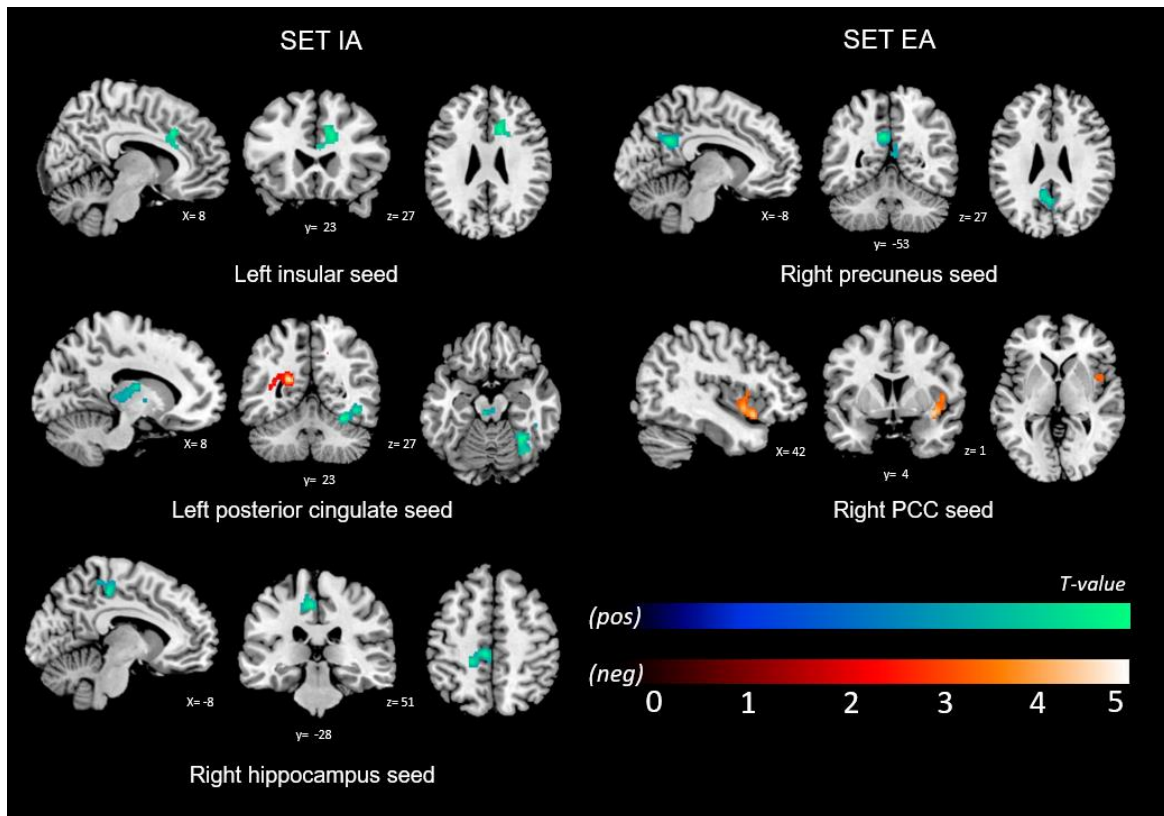 SET IA
SET EA
X= 8
y= 23
z= 27
Left insular seed
X= -8
y= -53
z= 27
Right precuneus seed
X= 8
y= 23
z= 27
Left posterior cingulate seed
X= 42
y= 4
z= 1
Right PCC seed
X= -8
y= -28
z= 51
Right hippocampus seed
T-value
(pos)
(neg)
0 1 2 3 4 5